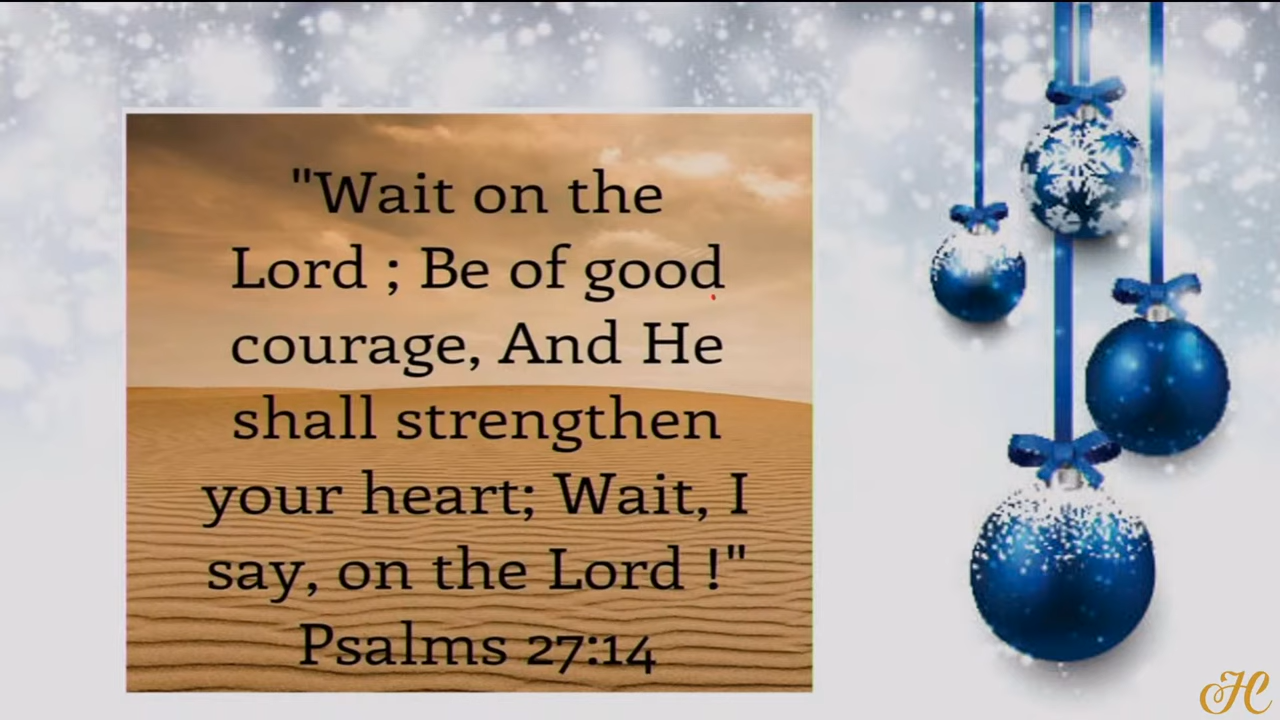 "Wait on the
Lord ; Be of good
courage, And He
shall strengthen
your heart; Wait, I
say, on the Lord !"
Psalms 27:14
H